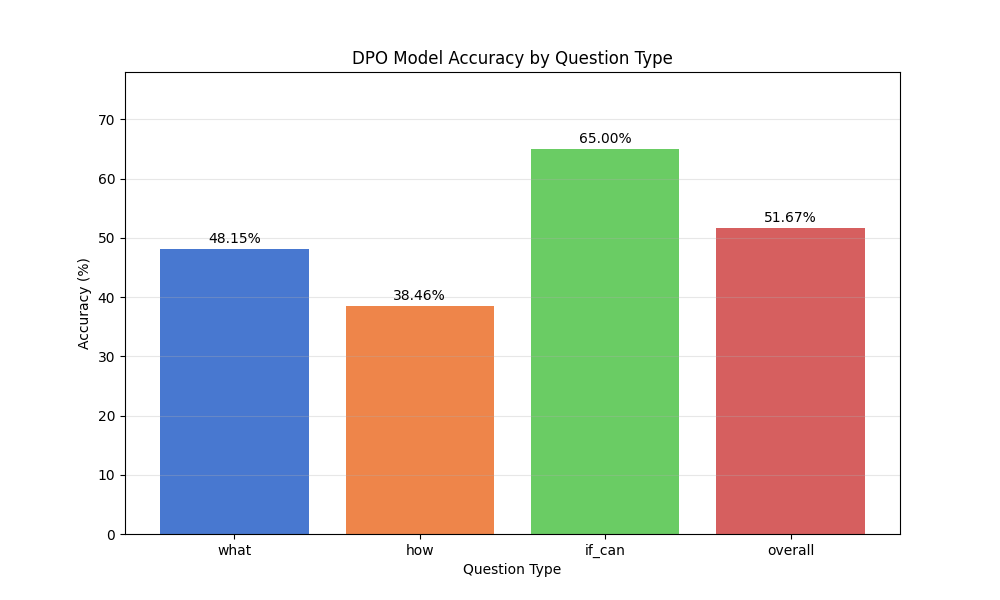 DPO Model Accuracy by Question Type
Accuracy (%)
70
60
50
40
30
20
10
0
48.15%
38.46%
65.00%
51.67%
what
how
if_can
overall
Question Type